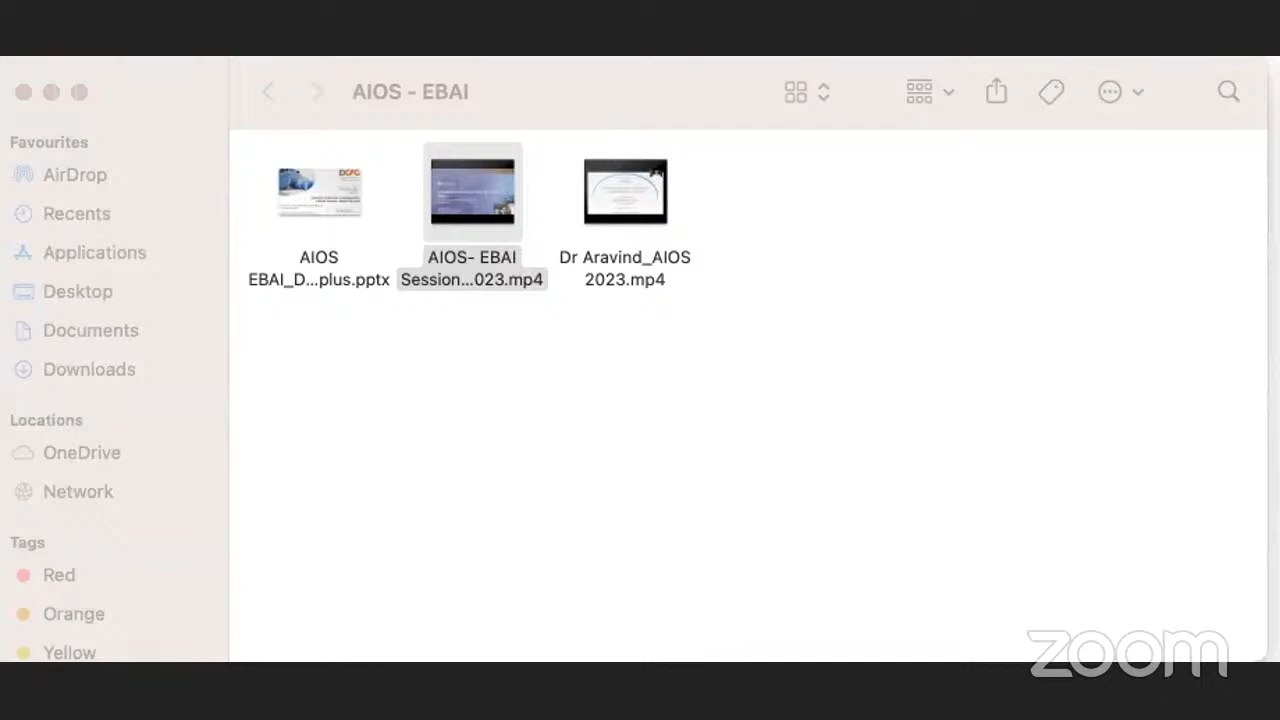 AIOS - EBAI
Favourites
AirDrop
Recents
Applications
Desktop
Documents
Downloads
Locations
OneDrive
Network
Tags
Red
Orange
Yellow
AIOS
EBAI_D...plus.pptx
AIOS- EBAI
Session...023.mp4
Dr Aravind_AIOS
2023.mp4
zoom